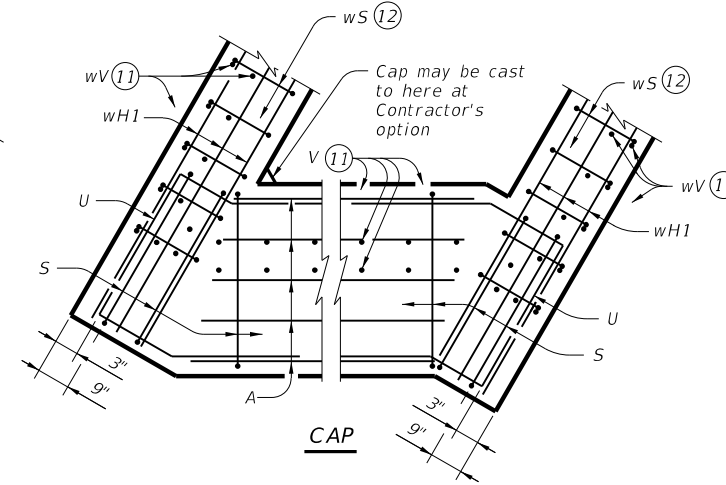 wS 12
wV 11
wH1
Cap may be cast
to here at
Contractor's
option
V 11
wS 12
wV
wH1
U
S
U
S
3"
9"
A
3"
9"
CAP